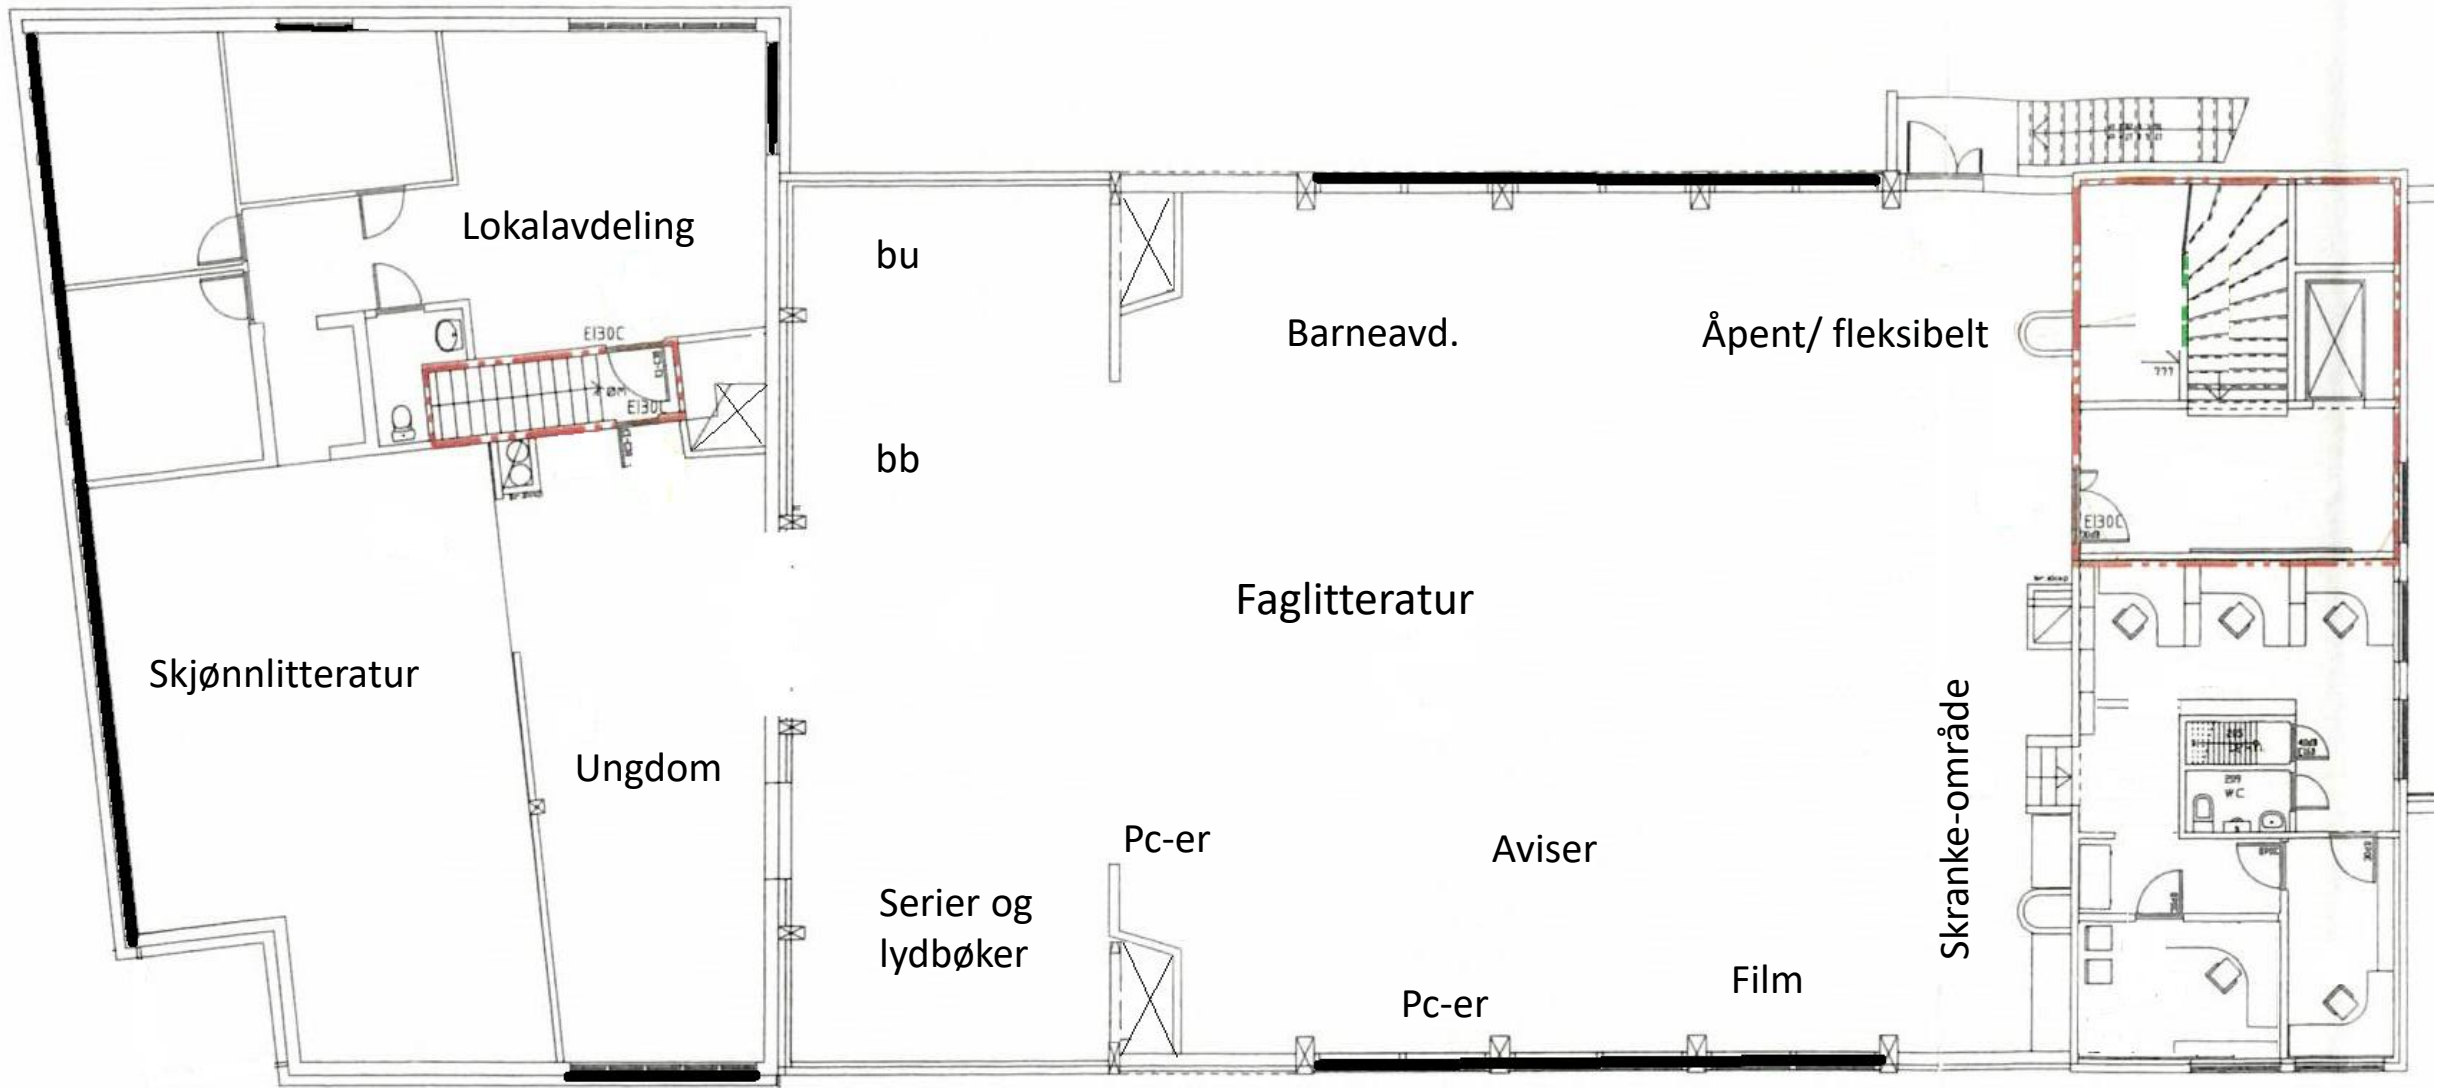 Lokalavdeling
bu
Barneavd.
Åpent/ fleksibelt
EI30C
EI30C
bb
EI30C
Faglitteratur
Skjønnlitteratur
Ungdom
Skranke-område
209
WC
Pc-er
Aviser
Serier og
lydbøker
Film
Pc-er